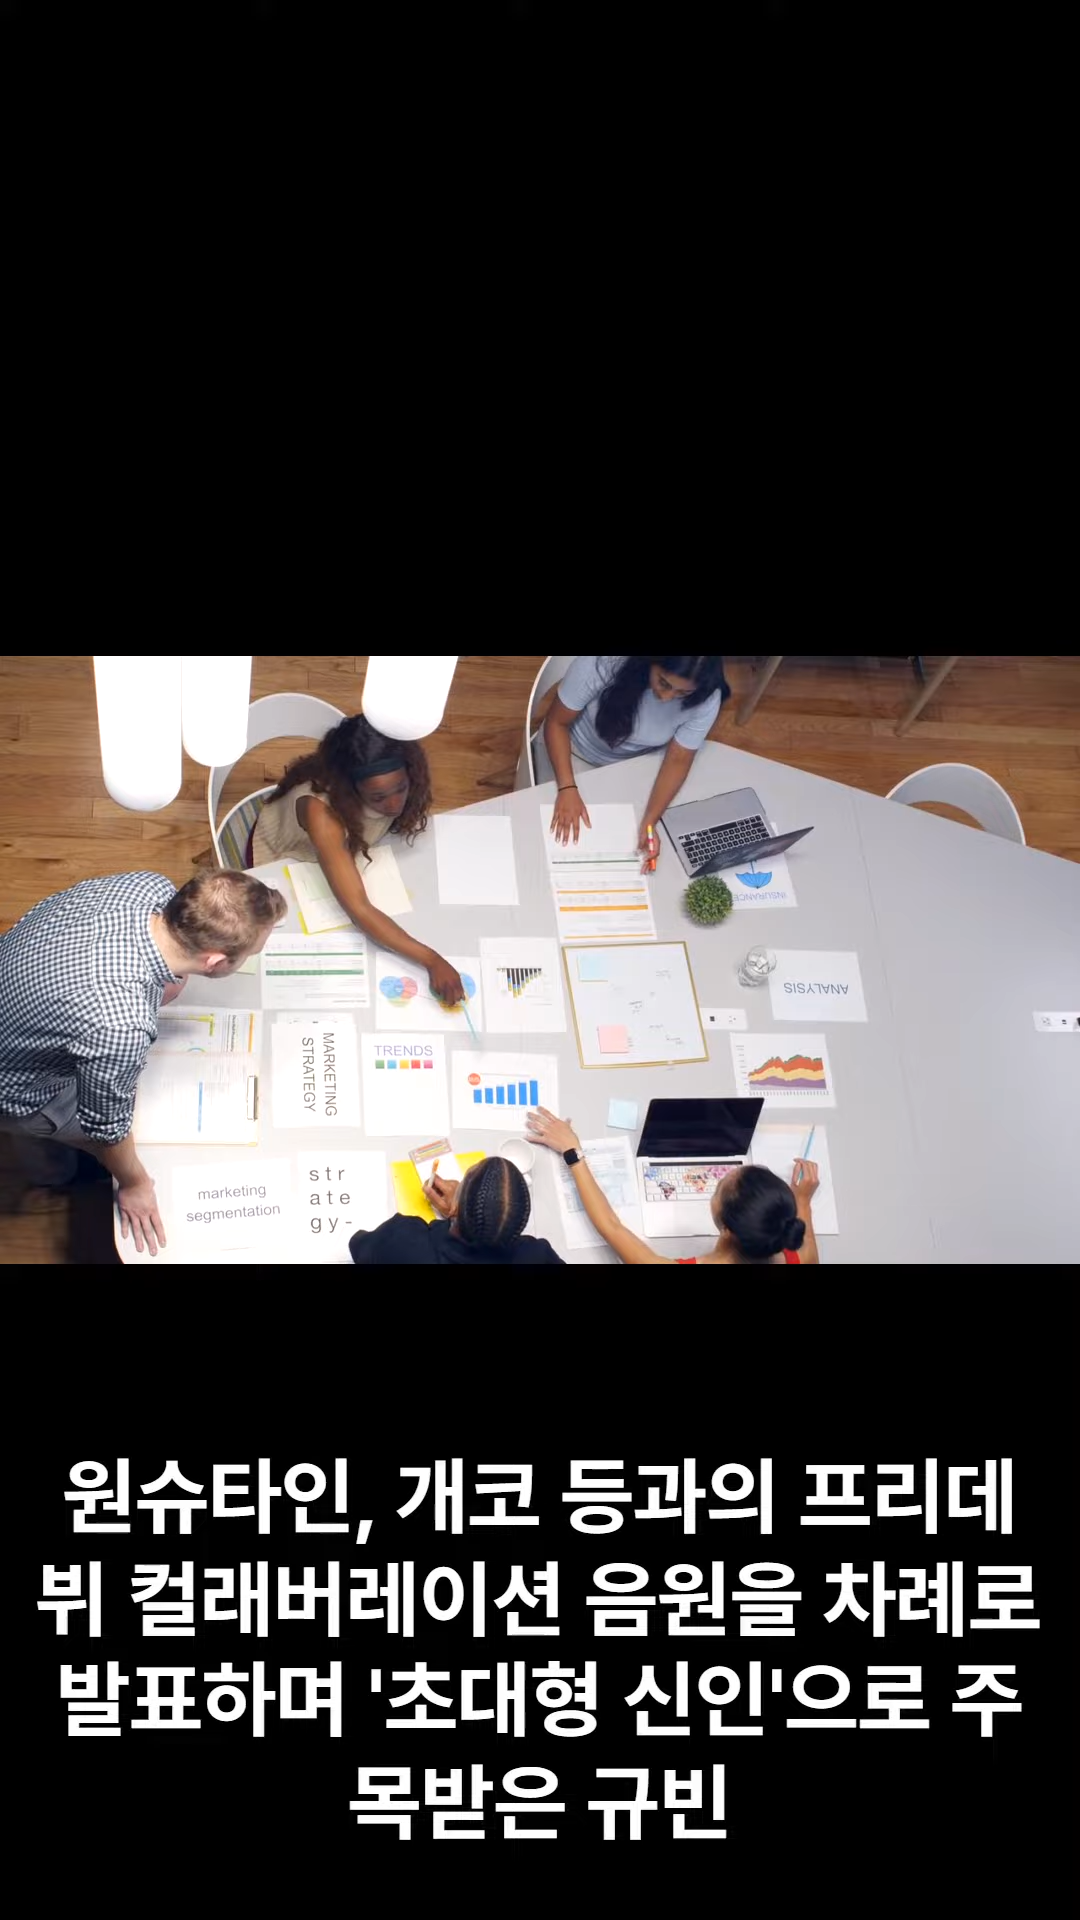 INSURANCE
ANALYSIS
MARKETING
STRATEGY
TRENDS
marketing
segmentation
str
ate
gy-
원슈타인, 개코 등과의 프리데
뷔 컬래버레이션 음원을 차례로
발표하며 '초대형 신인'으로 주
목받은 규빈